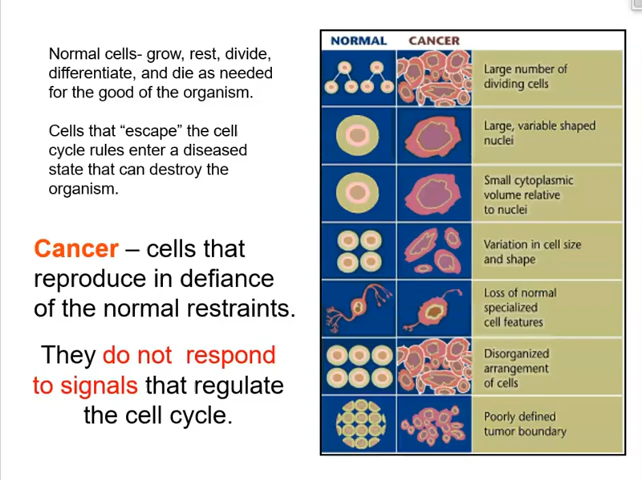 Normal cells- grow, rest, divide,
differentiate, and die as needed
for the good of the organism.
Cells that “escape” the cell
cycle rules enter a diseased
state that can destroy the
organism.
Cancer – cells that
reproduce in defiance
of the normal restraints.
They do not respond
to signals that regulate
the cell cycle.
NORMAL CANCER
Large number of
dividing cells
Large, variable shaped
nuclei
Small cytoplasmic
volume relative
to nuclei
Variation in cell size
and shape
Loss of normal
specialized
cell features
Disorganized
arrangement
of cells
Poorly defined
tumor boundary